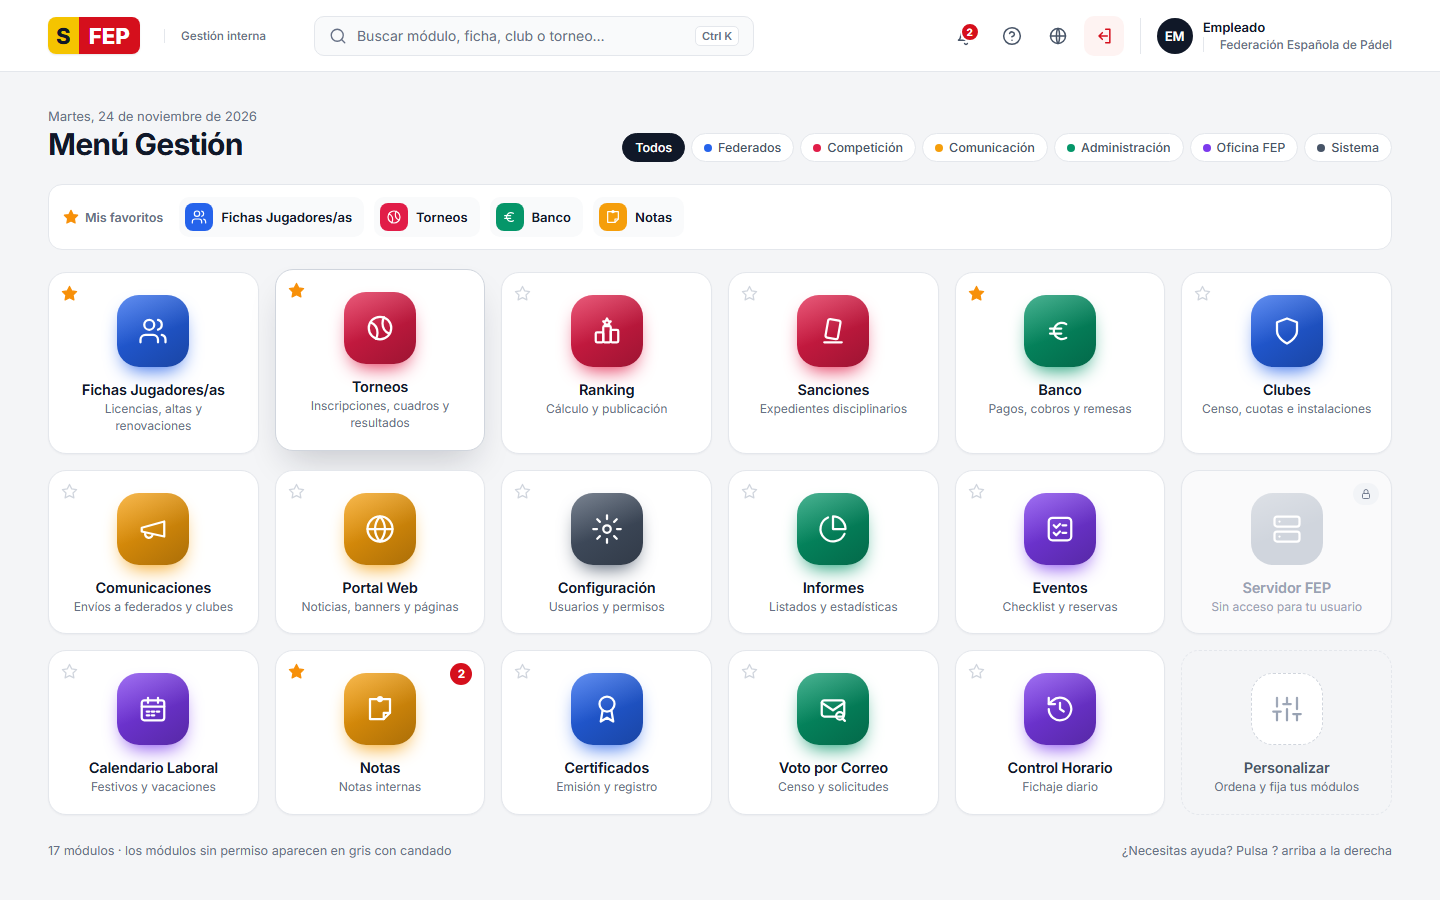 S FEP
Gestión interna
Buscar módulo, ficha, club o torneo...
Ctrl K
2
EM
Empleado
Federación Española de Pádel
Martes, 24 de noviembre de 2026
Menú Gestión
Todos
Federados
Competición
Comunicación
Administración
Oficina FEP
Sistema
Mis favoritos
Fichas Jugadores/as
Torneos
Banco
Notas
Fichas Jugadores/as
Licencias, altas y
renovaciones
Torneos
Inscripciones, cuadros y
resultados
Ranking
Cálculo y publicación
Sanciones
Expedientes disciplinarios
Banco
Pagos, cobros y remesas
Clubes
Censo, cuotas e instalaciones
Comunicaciones
Envíos a federados y clubes
Portal Web
Noticias, banners y páginas
Configuración
Usuarios y permisos
Informes
Listados y estadísticas
Eventos
Checklist y reservas
Servidor FEP
Sin acceso para tu usuario
Calendario Laboral
Festivos y vacaciones
2
Notas
Notas internas
Certificados
Emisión y registro
Voto por Correo
Censo y solicitudes
Control Horario
Fichaje diario
Personalizar
Ordena y fija tus módulos
17 módulos · los módulos sin permiso aparecen en gris con candado
¿Necesitas ayuda? Pulsa ? arriba a la derecha